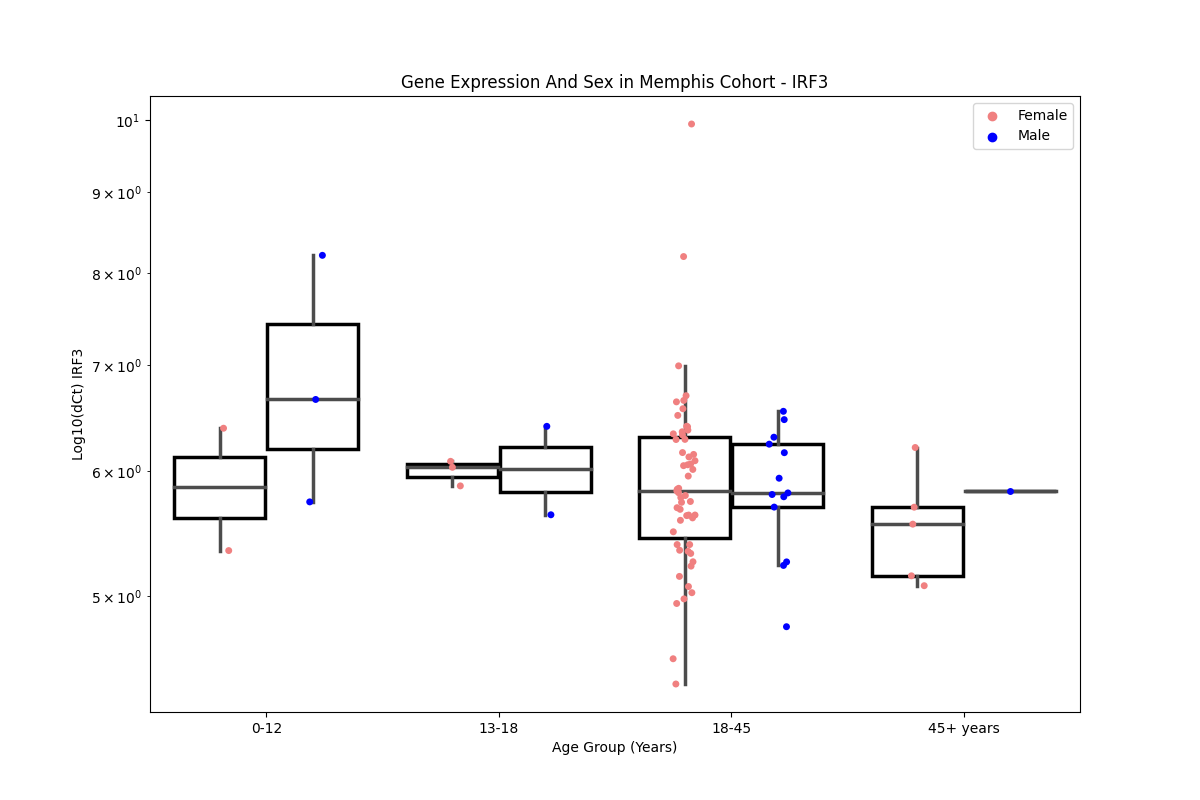 Gene Expression And Sex in Memphis Cohort - IRF3
Female
Male
10¹
9 × 10⁰
8 × 10⁰
7 × 10⁰
6 × 10⁰
5 × 10⁰
Log10(dCt) IRF3
0-12
13-18
18-45
45+ years
Age Group (Years)